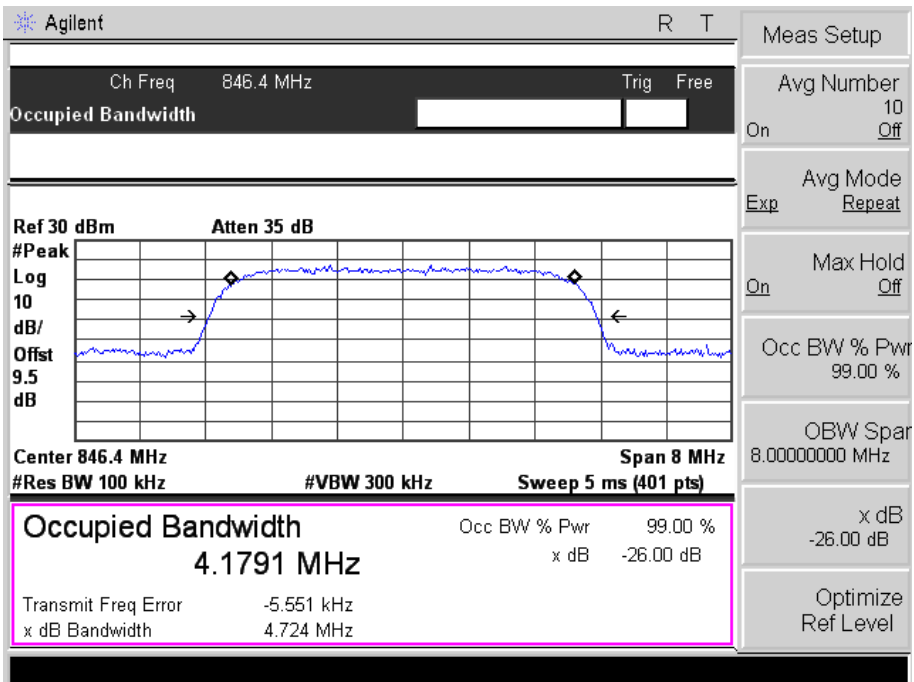 Agilent R T
Ch Freq 846.4 MHz Trig Free
Occupied Bandwidth
Ref 30 dBm Atten 35 dB
#Peak
Log
10
dB/
Offst
9.5
dB
Center 846.4 MHz Span 8 MHz
#Res BW 100 kHz #VBW 300 kHz Sweep 5 ms (401 pts)
Occupied Bandwidth
4.1791 MHz
Occ BW % Pwr 99.00 %
x dB -26.00 dB
Transmit Freq Error -5.551 kHz
x dB Bandwidth 4.724 MHz
Meas Setup
Avg Number
10
On Off
Avg Mode
Exp Repeat
Max Hold
On Off
Occ BW % Pwr
99.00 %
OBW Span
8.00000000 MHz
x dB
-26.00 dB
Optimize
Ref Level